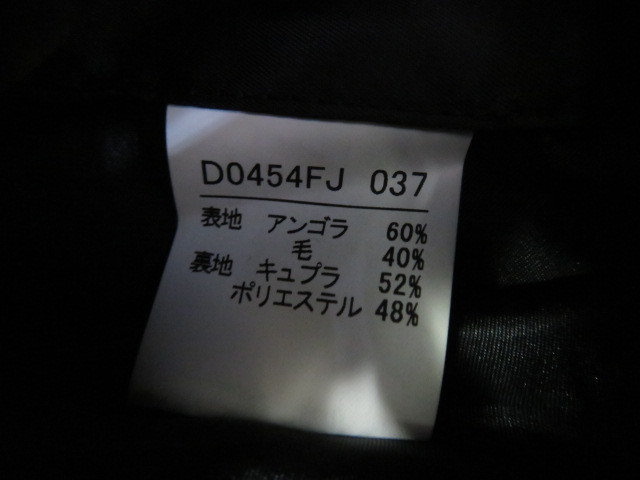 D0454FJ 037
表地 アンゴラ 60%
毛 40%
裏地 キュプラ 52%
ポリエステル 48%